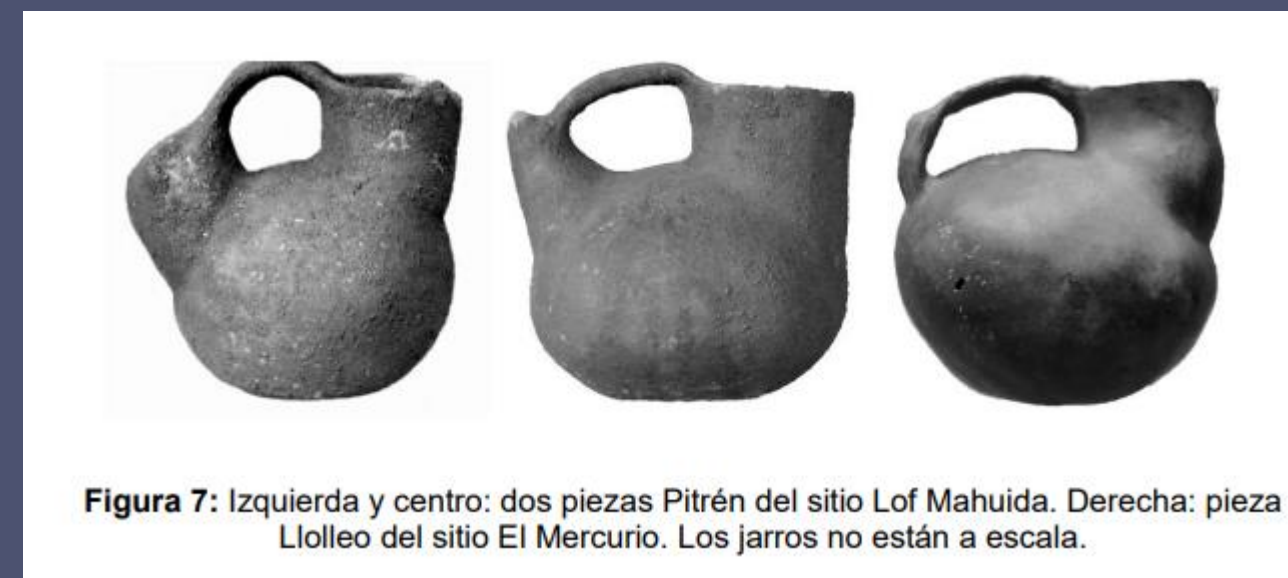 Figura 7: Izquierda y centro: dos piezas Pitrén del sitio Lof Mahuida. Derecha: pieza
Llolleo del sitio El Mercurio. Los jarros no están a escala.